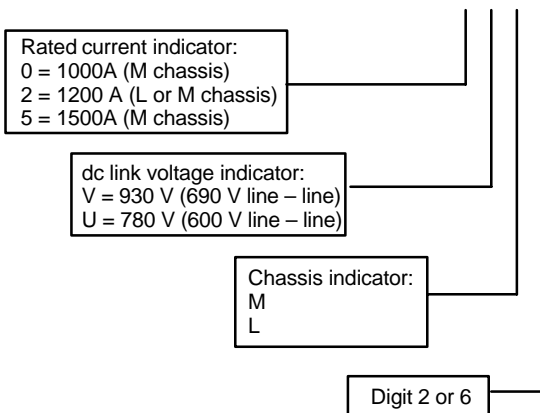 Rated current indicator:
0 = 1000A (M chassis)
2 = 1200 A (L or M chassis)
5 = 1500A (M chassis)
dc link voltage indicator:
V = 930 V (690 V line – line)
U = 780 V (600 V line – line)
Chassis indicator:
M
L
Digit 2 or 6